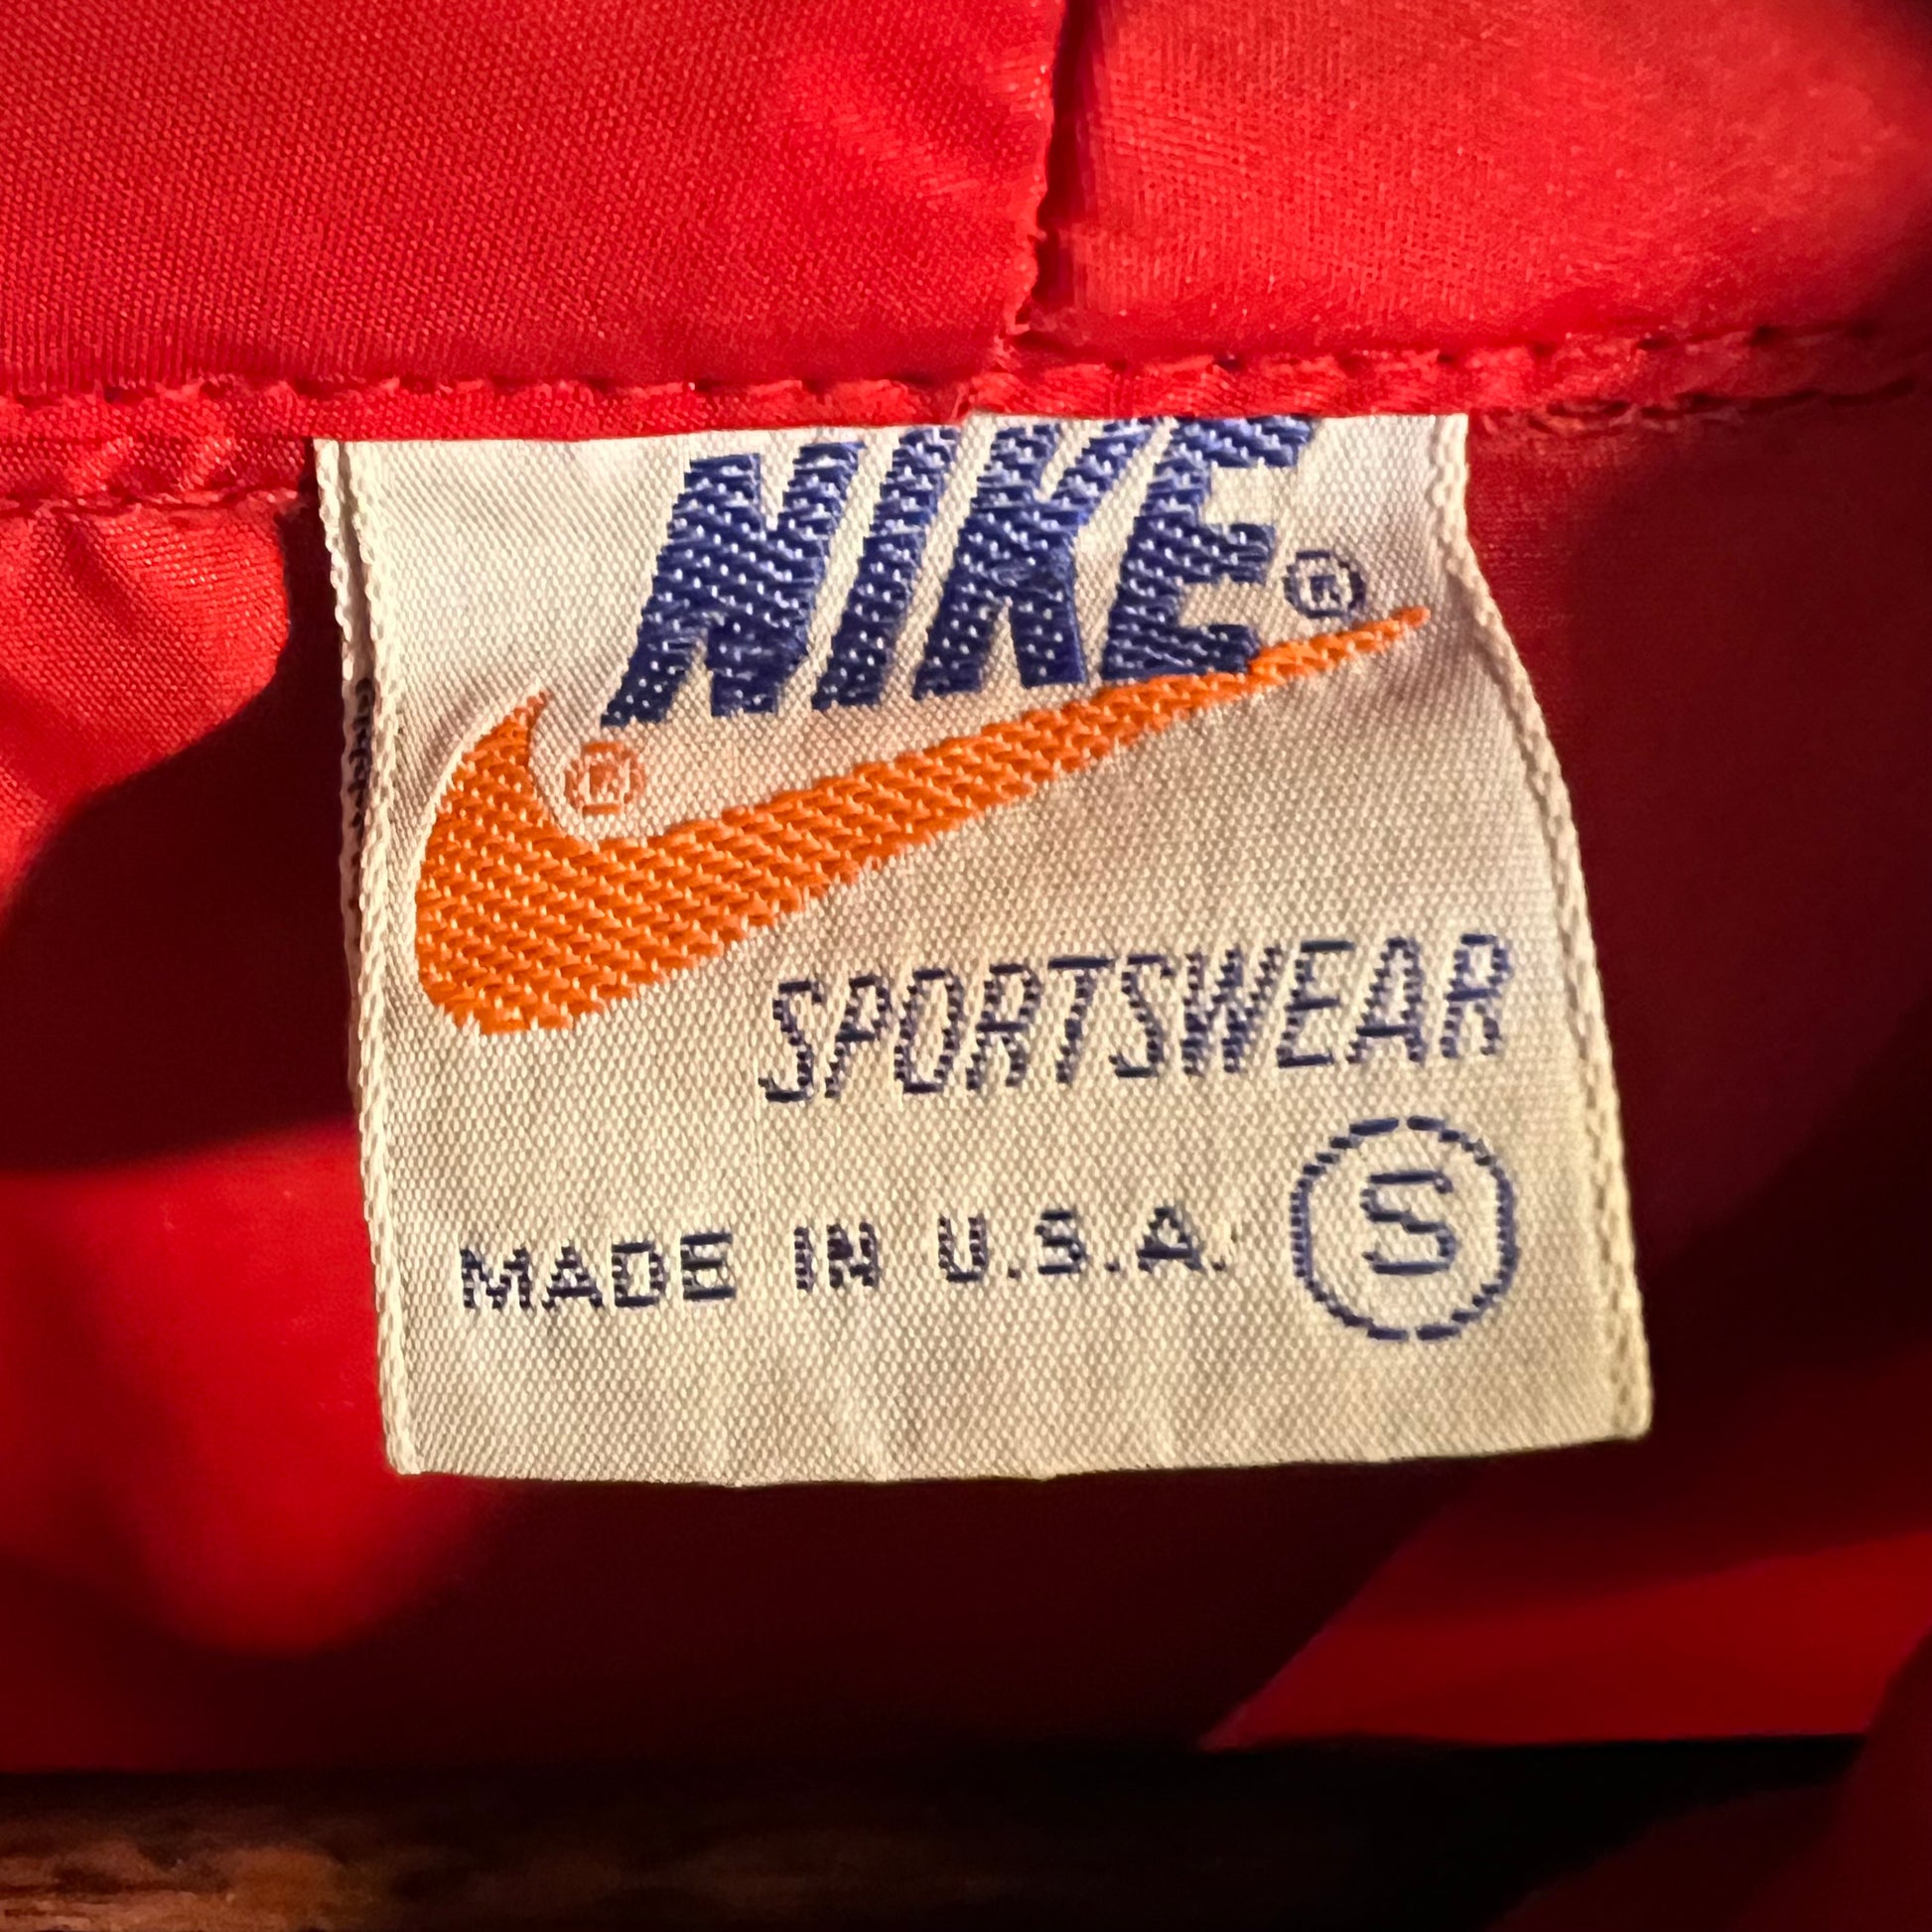 NIKE®
®
SPORTSWEAR
MADE IN U.S.A. S